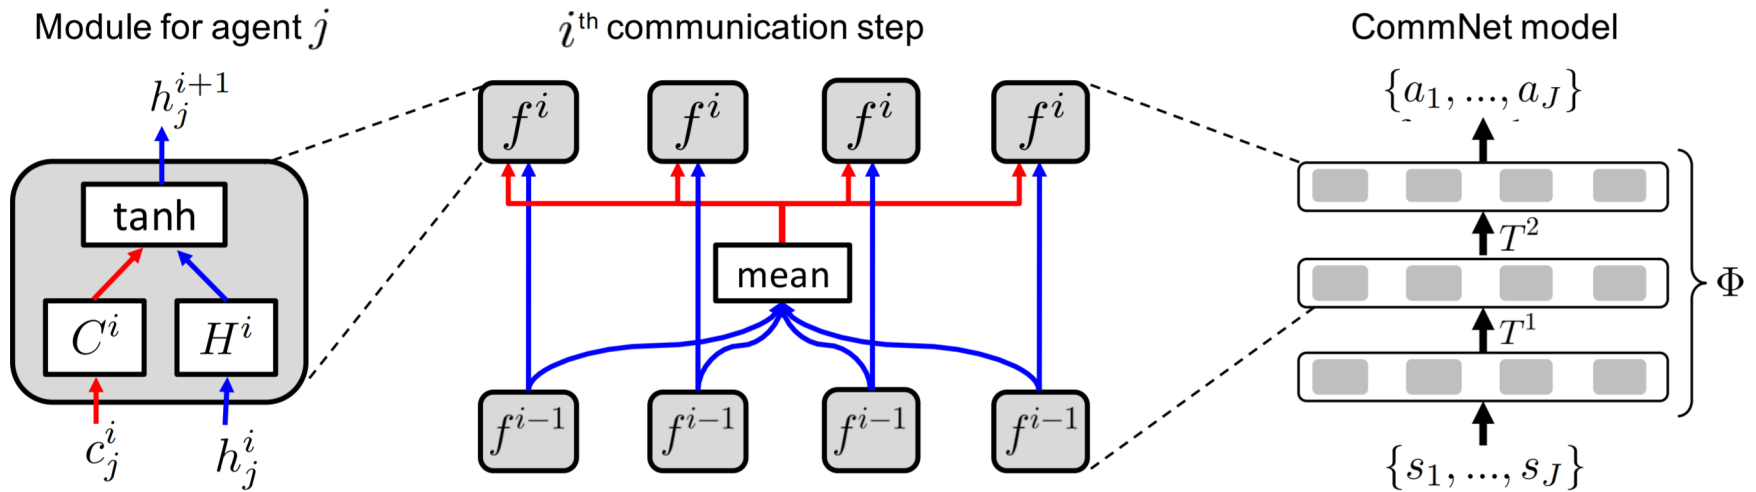 Module for agent j
h_j^{i+1}
tanh
C^i
H^i
c_j^i
h_j^i
i^th communication step
f^i f^i f^i f^i
mean
f^{i-1} f^{i-1} f^{i-1} f^{i-1}
CommNet model
{a_1, ..., a_J}
T^2
Φ
T^1
{s_1, ..., s_J}